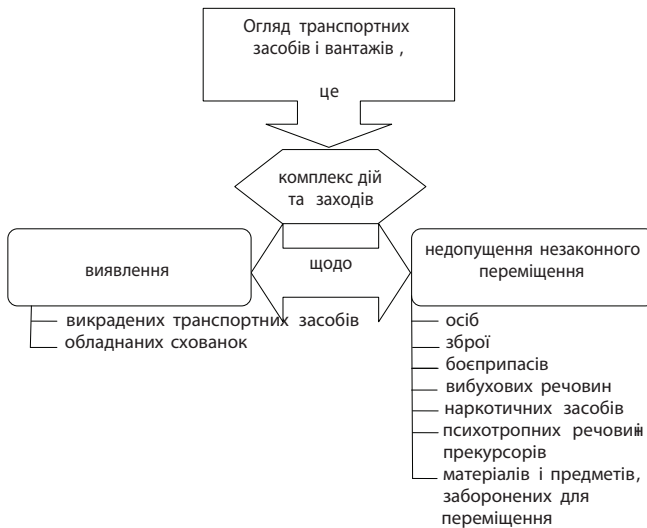 Огляд транспортних
засобів і вантажів ,
це
комплекс дій
та заходів
щодо
виявлення
викрадених транспортних засобів
обладнаних схованок
недопущення незаконного
переміщення
осіб
зброї
боєприпасів
вибухових речовин
наркотичних засобів
психотропних речовин і
прекурсорів
матеріалів і предметів,
заборонених для
переміщення